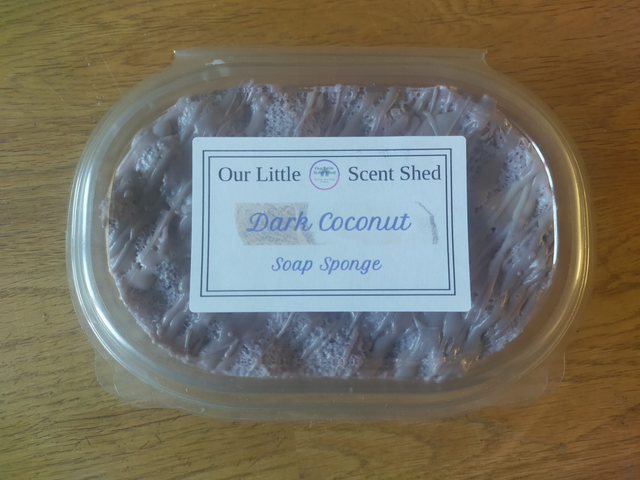 Our Little Scent Shed
Dark Coconut
Soap Sponge